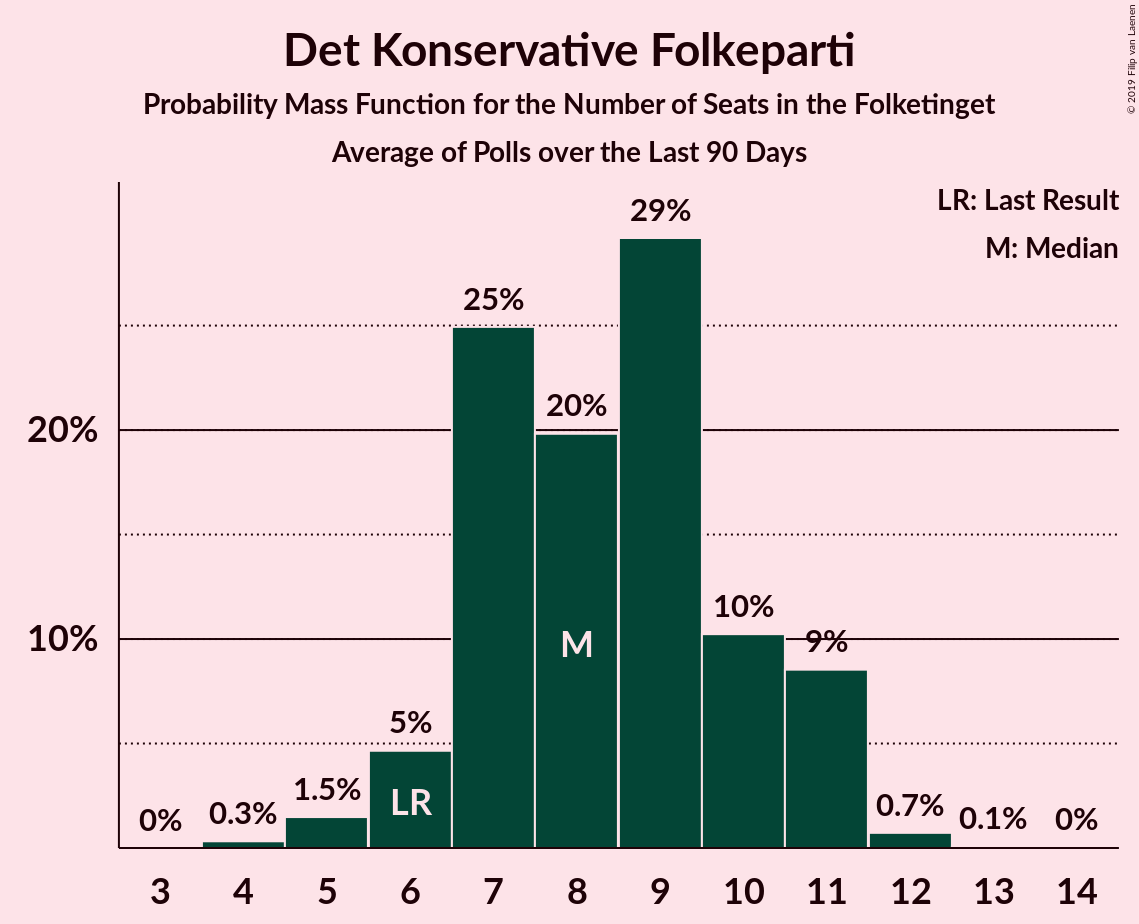 Det Konservative Folkeparti
Probability Mass Function for the Number of Seats in the Folketinget
Average of Polls over the Last 90 Days
© 2019 Filip van Laenen
LR: Last Result
M: Median
29%
25%
20%
20%
10%
9%
10%
M
5%
LR
1.5%
0.3%
0%
0.7%
0.1%
0%
3 4 5 6 7 8 9 10 11 12 13 14